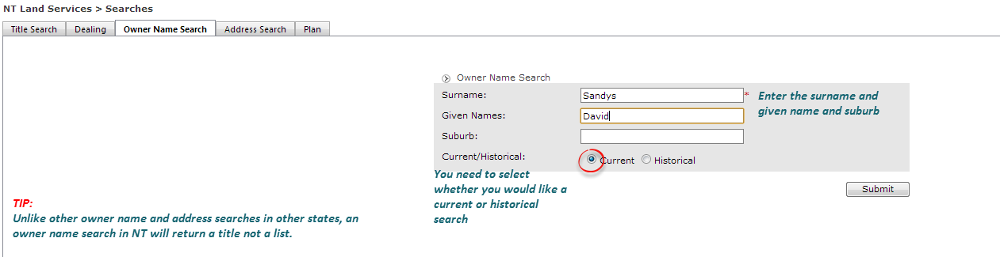 NT Land Services > Searches
Title Search Dealing Owner Name Search Address Search Plan
Owner Name Search
Surname: Sandys * Enter the surname and
Given Names: David given name and suburb
Suburb:
Current/Historical: Current Historical
You need to select
whether you would like a
current or historical
search
Submit
TIP:
Unlike other owner name and address searches in other states, an
owner name search in NT will return a title not a list.